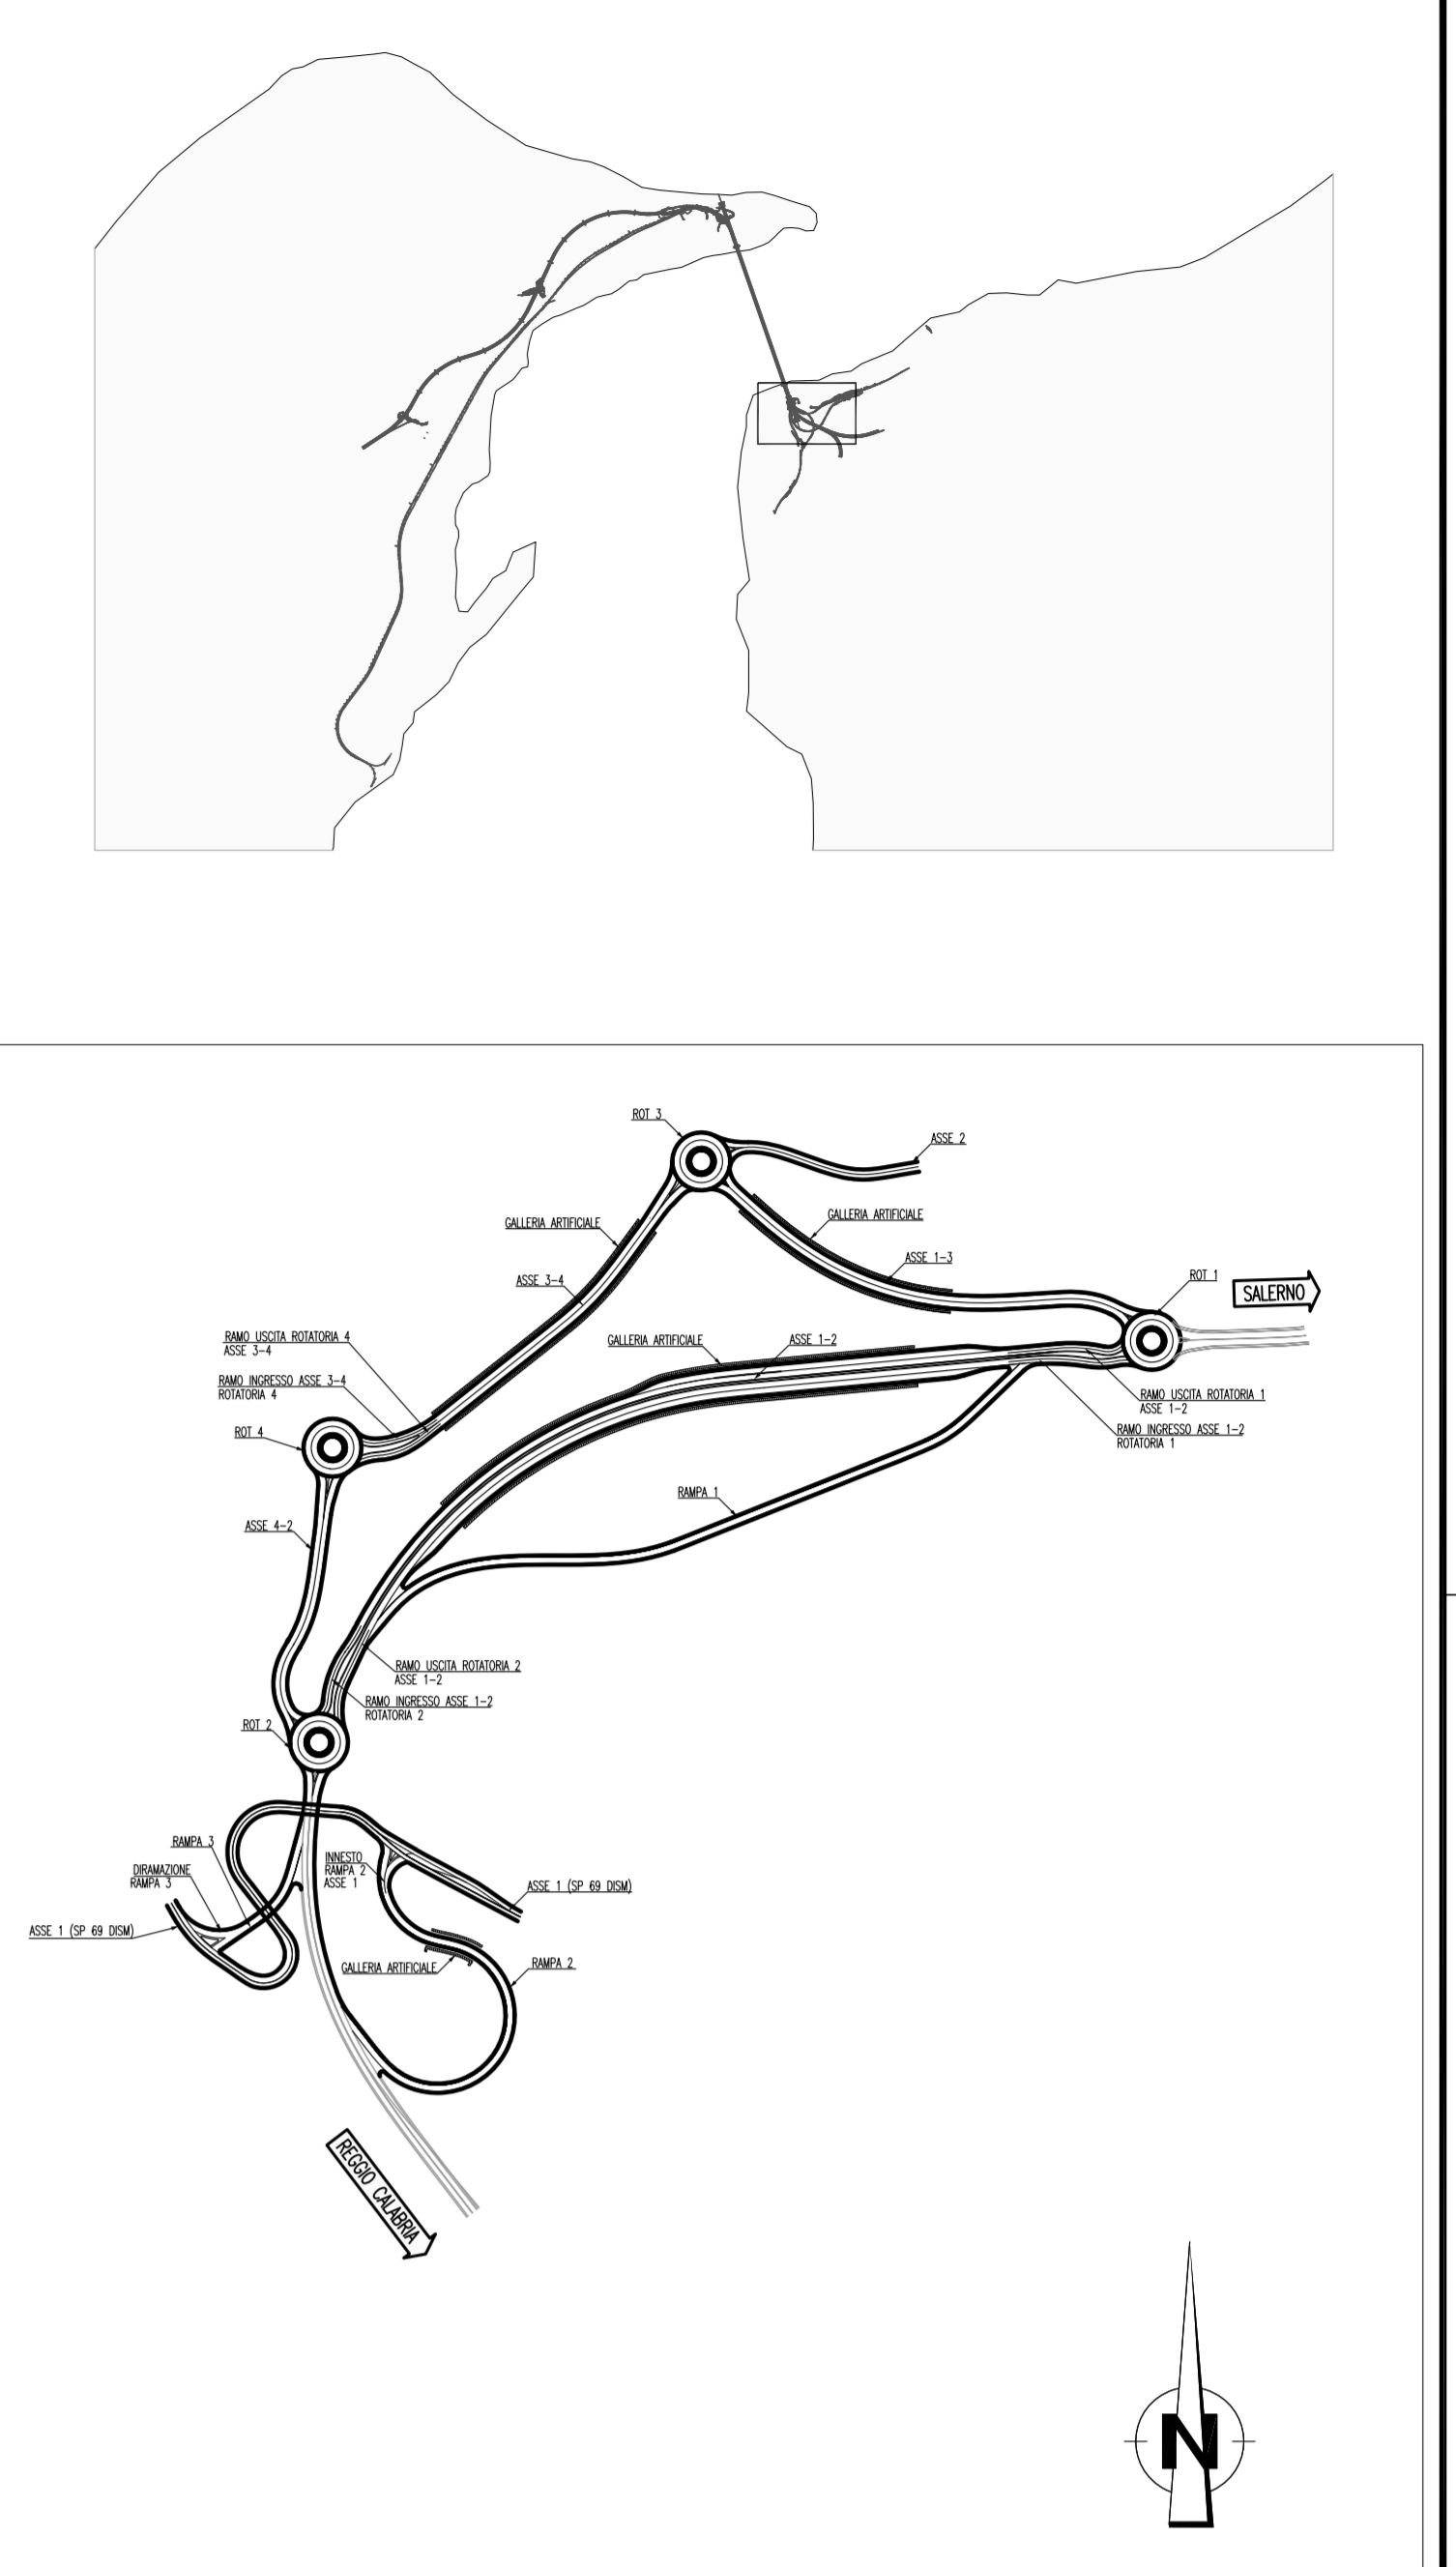 ROT 3
ASSE 2
GALLERIA ARTIFICIALE
GALLERIA ARTIFICIALE
ASSE 1-3
ASSE 3-4
ROT 1
SALERNO
RAMO USCITA ROTATORIA 4
ASSE 3-4
GALLERIA ARTIFICIALE
ASSE 1-2
RAMO INGRESSO ASSE 3-4
ROTATORIA 4
RAMO USCITA ROTATORIA 1
ASSE 1-2
ROT 4
RAMO INGRESSO ASSE 1-2
ROTATORIA 1
RAMPA 1
ASSE 4-2
RAMO USCITA ROTATORIA 2
ASSE 1-2
RAMO INGRESSO ASSE 1-2
ROTATORIA 2
ROT 2
RAMPA 3
DIRAMAZIONE
RAMPA 3
INNESTO
RAMPA 2
ASSE 1
ASSE 1 (SP 69 DISM)
ASSE 1 (SP 69 DISM)
GALLERIA ARTIFICIALE
RAMPA 2
REGGIO CALABRIA
N